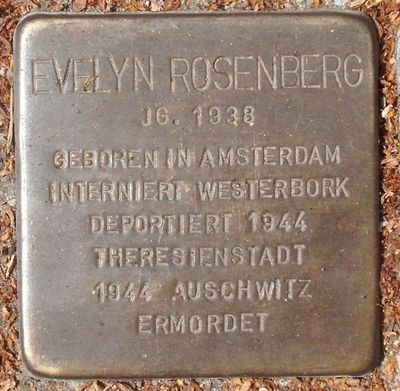 EVELYN ROSENBERG
JG. 1938
GEBOREN IN AMSTERDAM
INTERNIERT WESTERBORK
DEPORTIERT 1944
THERESIENSTADT
1944 AUSCHWITZ
ERMORDET